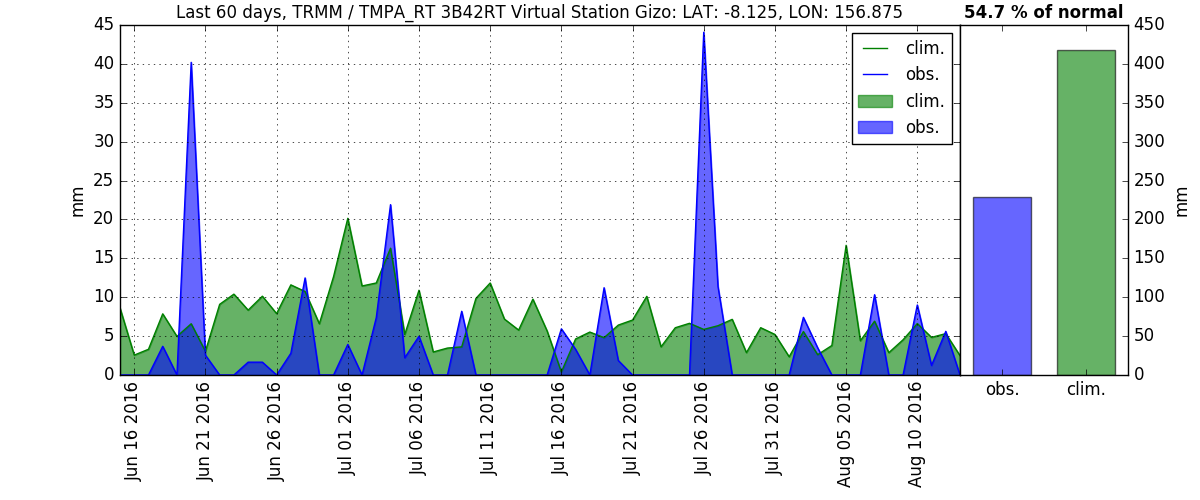 Last 60 days, TRMM / TMPA_RT 3B42RT Virtual Station Gizo: LAT: -8.125, LON: 156.875
54.7 % of normal
45
40
35
30
25
20
15
10
5
0
mm
clim.
obs.
clim.
obs.
450
400
350
300
250
200
150
100
50
0
mm
Jun 16 2016
Jun 21 2016
Jun 26 2016
Jul 01 2016
Jul 06 2016
Jul 11 2016
Jul 16 2016
Jul 21 2016
Jul 26 2016
Jul 31 2016
Aug 05 2016
Aug 10 2016
obs.
clim.